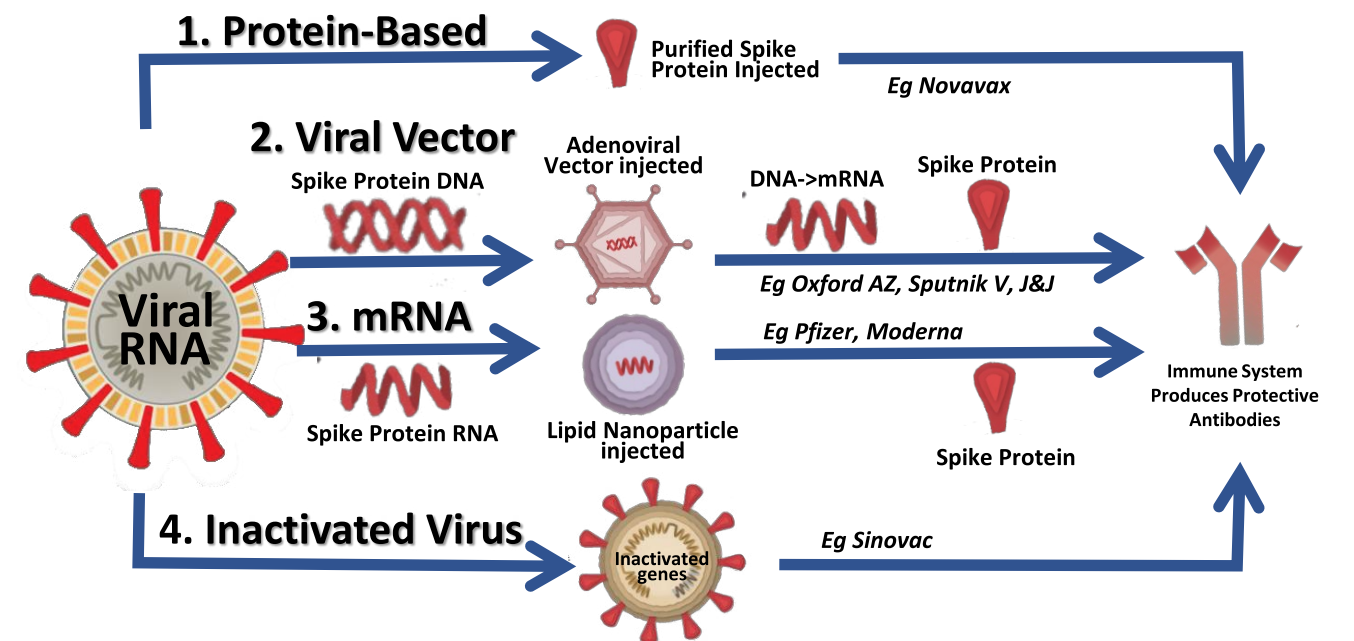 1. Protein-Based
Purified Spike
Protein Injected
Eg Novavax
2. Viral Vector
Spike Protein DNA
Adenoviral
Vector injected
DNA->mRNA
Spike Protein
Eg Oxford AZ, Sputnik V, J&J
Viral
RNA
3. mRNA
Spike Protein RNA
Lipid Nanoparticle
injected
Eg Pfizer, Moderna
Spike Protein
Immune System
Produces Protective
Antibodies
4. Inactivated Virus
Inactivated
genes
Eg Sinovac